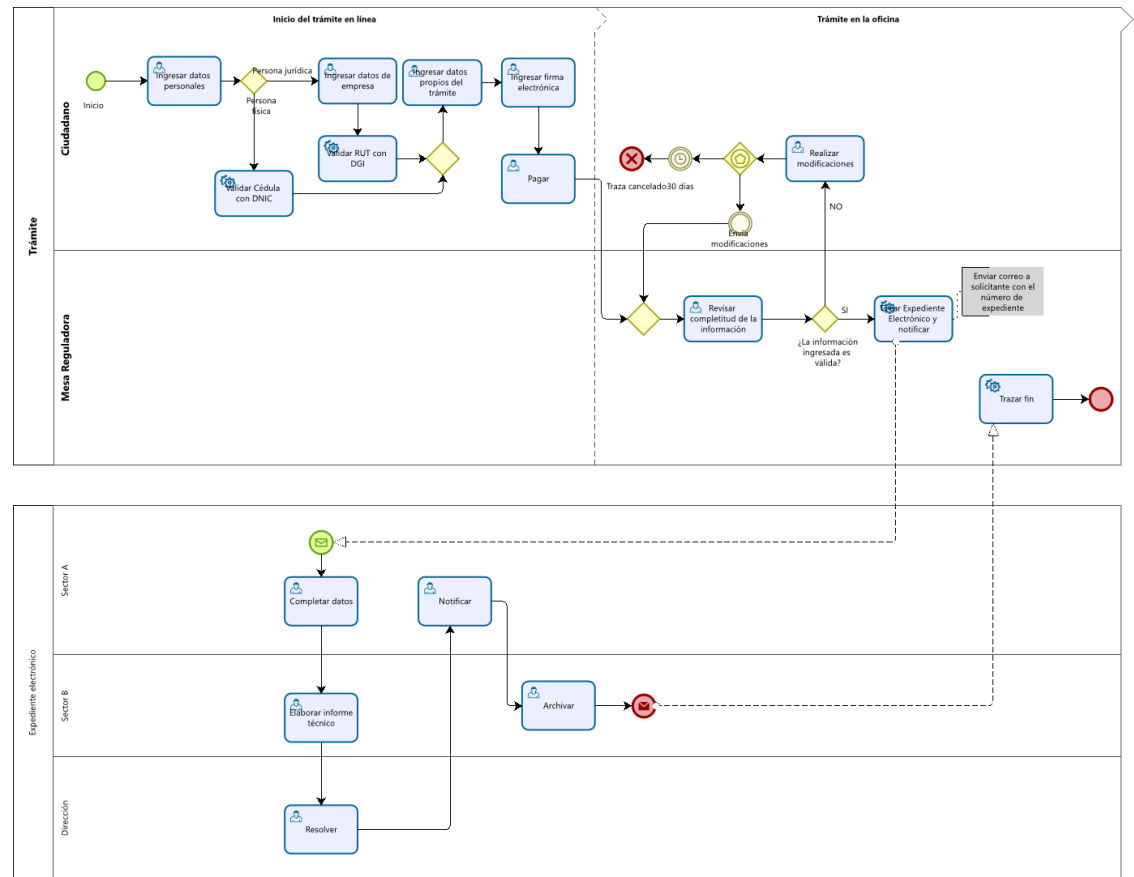 Inicio del trámite en línea
Trámite en la oficina
Trámite
Ciudadano
Inicio
Ingresar datos
personales
Persona jurídica
Persona
física
Ingresar datos de
empresa
Ingresar datos
propios del
trámite
Ingresar firma
electrónica
Validar RUT con
DGI
Validar Cédula
con DNIC
Pagar
Traza cancelado
30 días
Realizar
modificaciones
Envía
modificaciones
NO
Mesa Reguladora
Revisar
completitud de la
información
SI
¿La información
ingresada es
válida?
Expediente
Electrónico y
notificar
Enviar correo a
solicitante con el
número de
expediente
Trazar fin
Expediente electrónico
Sector A
Completar datos
Notificar
Sector B
Elaborar informe
técnico
Archivar
Dirección
Resolver